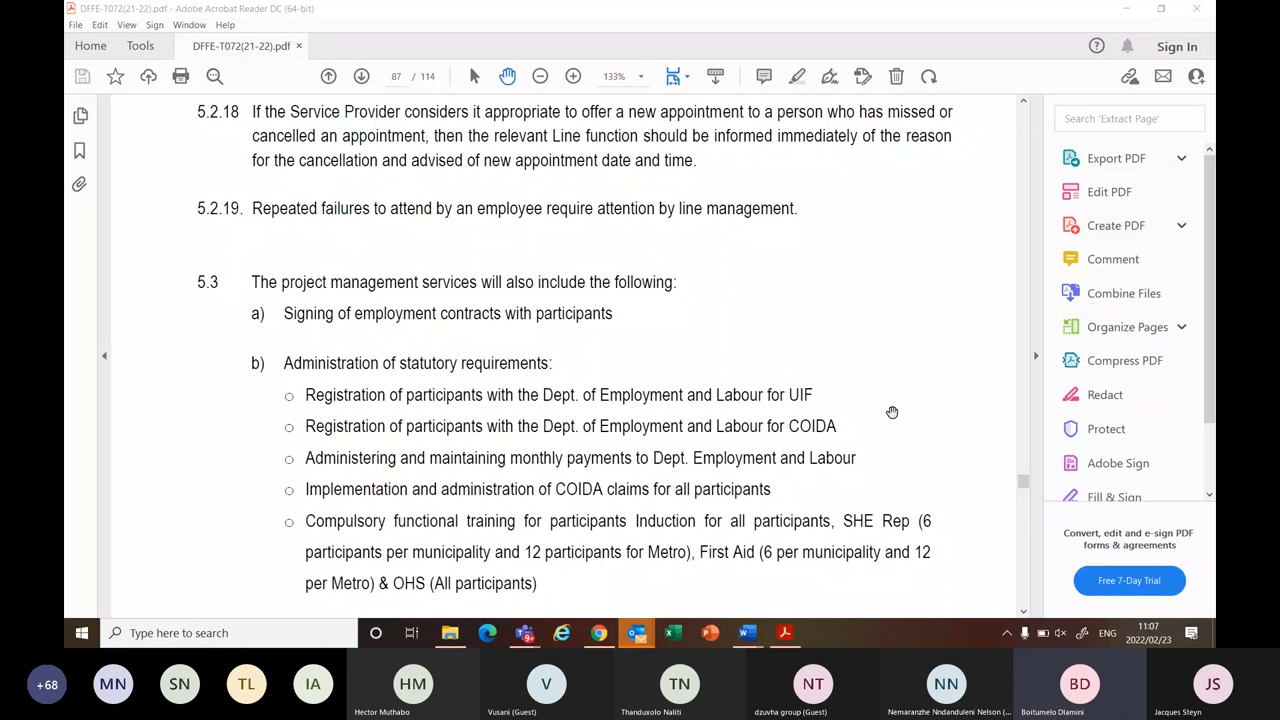 DFFE-T072(21-22).pdf - Adobe Acrobat Reader DC (64-bit)
File Edit View Sign Window Help
Home Tools DFFE-T072(21-22).pdf × Sign In
87 / 114 133%
5.2.18 If the Service Provider considers it appropriate to offer a new appointment to a person who has missed or
cancelled an appointment, then the relevant Line function should be informed immediately of the reason
for the cancellation and advised of new appointment date and time.
5.2.19. Repeated failures to attend by an employee require attention by line management.
5.3 The project management services will also include the following:
a) Signing of employment contracts with participants
b) Administration of statutory requirements:
○ Registration of participants with the Dept. of Employment and Labour for UIF
○ Registration of participants with the Dept. of Employment and Labour for COIDA
○ Administering and maintaining monthly payments to Dept. Employment and Labour
○ Implementation and administration of COIDA claims for all participants
○ Compulsory functional training for participants Induction for all participants, SHE Rep (6
participants per municipality and 12 participants for Metro), First Aid (6 per municipality and 12
per Metro) & OHS (All participants)
Search 'Extract Page'
Export PDF
Edit PDF
Create PDF
Comment
Combine Files
Organize Pages
Compress PDF
Redact
Protect
Adobe Sign
Fill & Sign
Convert, edit and e-sign PDF
forms & agreements
Free 7-Day Trial
Type here to search
ENG
11:07
2022/02/23
+68 MN SN TL IA HM V TN NT NN BD JS
Hector Muthabo Vusani (Guest) Thanduxolo Naliti dzuvha group (Guest) Nemaranzhe Nndanduleni Nelson (... Boitumelo Dlamini Jacques Steyn